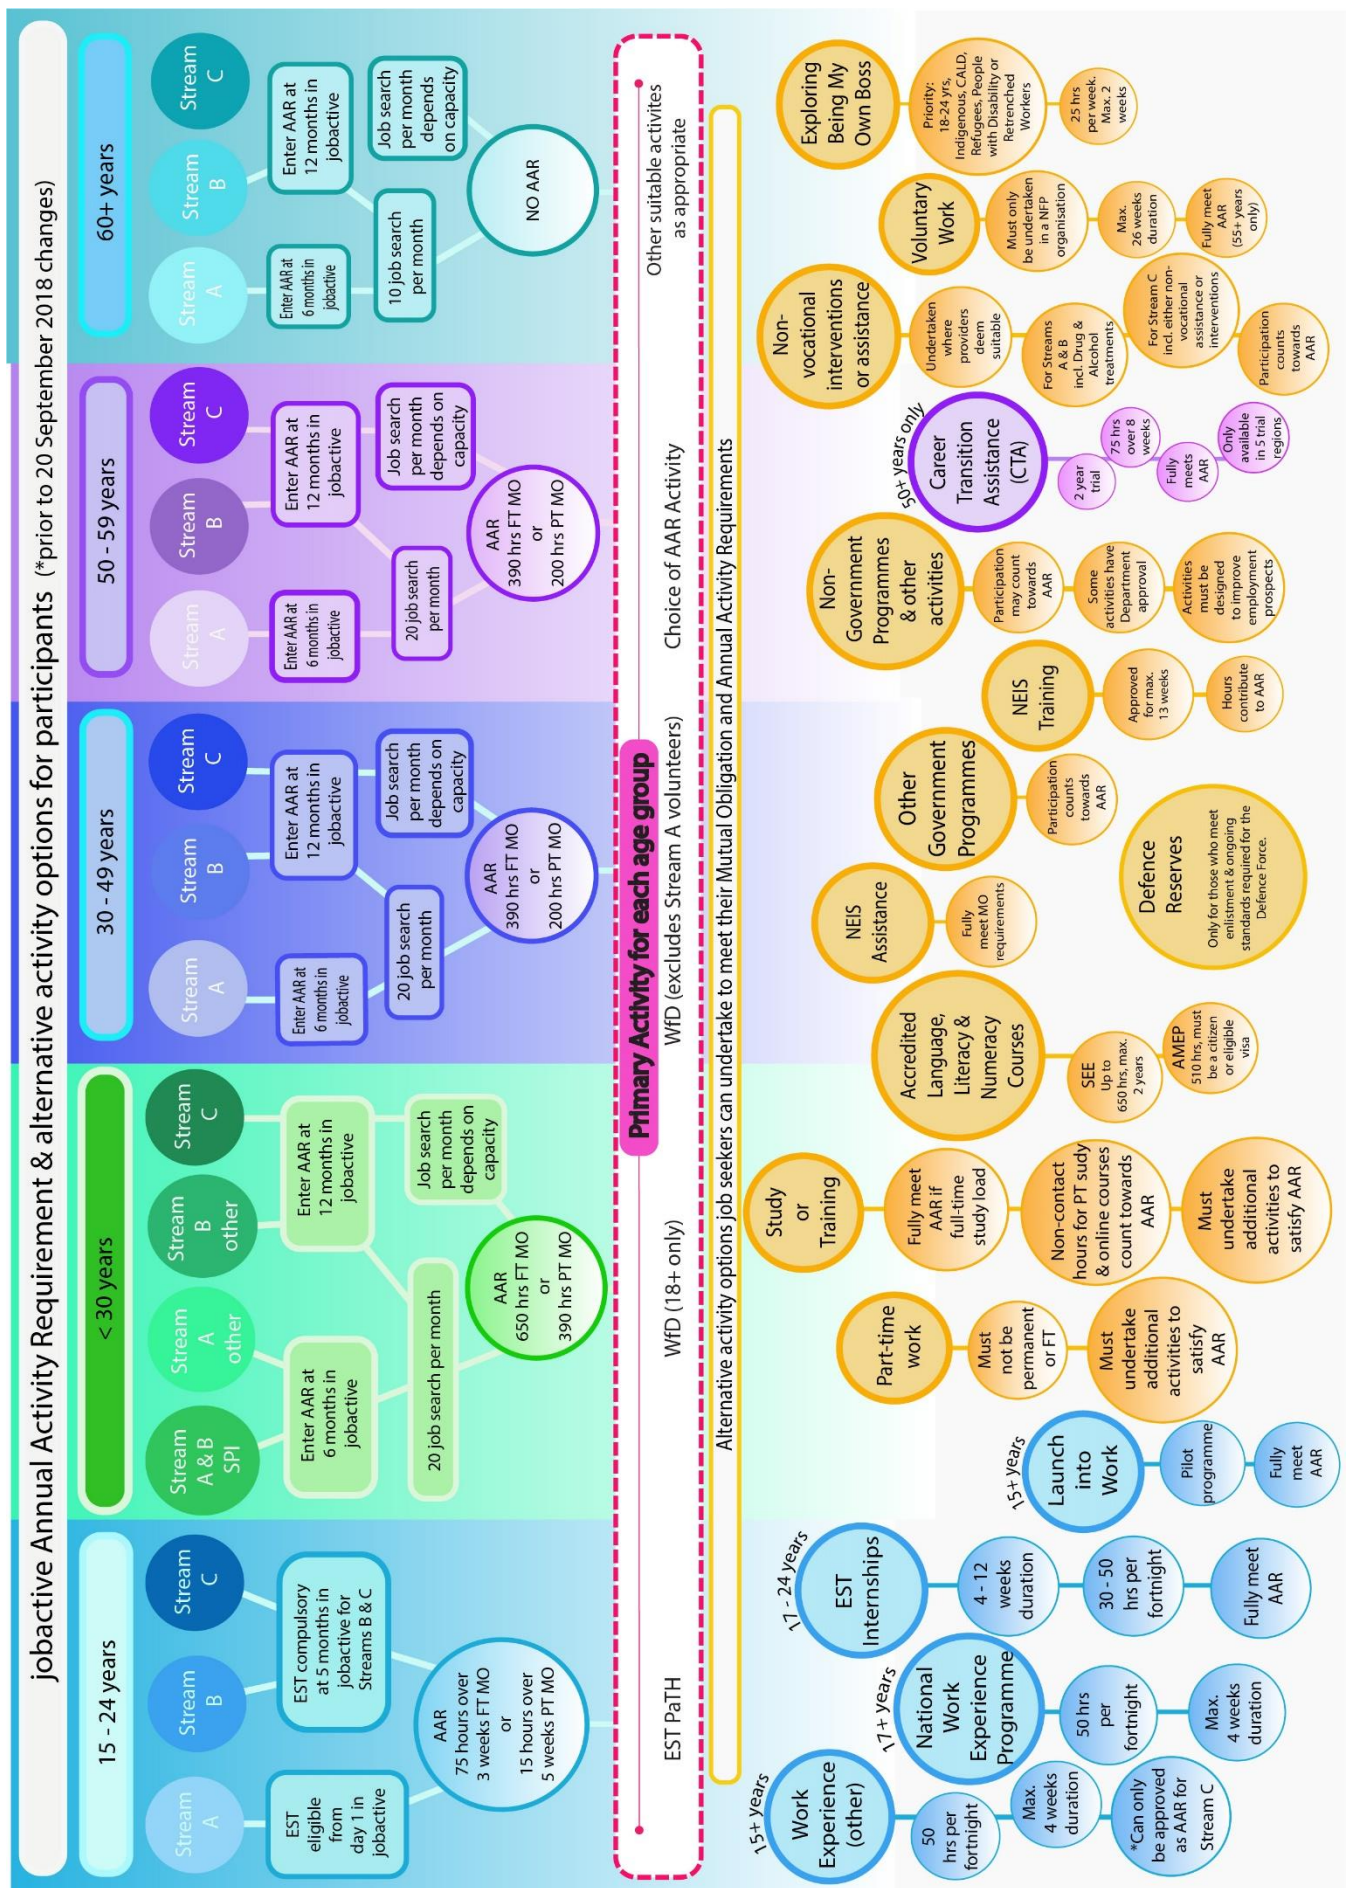 jobactive Annual Activity Requirement & alternative activity options for participants (*prior to 20 September 2018 changes)
15 - 24 years
Stream
A
Stream
B
Stream
C
EST
eligible
from
day 1 in
jobactive
EST compulsory
at 5 months in
jobactive for
Streams B & C
AAR
75 hours over
3 weeks FT MO
or
15 hours over
5 weeks PT MO
< 30 years
Stream
A & B
SPI
Stream
A
other
Stream
B
other
Stream
C
Enter AAR at
6 months in
jobactive
Enter AAR at
12 months in
jobactive
20 job search per month
Job search
per month
depends on
capacity
AAR
650 hrs FT MO
or
390 hrs PT MO
30 - 49 years
Stream
A
Stream
B
Stream
C
Enter AAR at
6 months in
jobactive
Enter AAR at
12 months in
jobactive
20 job search
per month
Job search
per month
depends on
capacity
AAR
390 hrs FT MO
or
200 hrs PT MO
50 - 59 years
Stream
A
Stream
B
Stream
C
Enter AAR at
6 months in
jobactive
Enter AAR at
12 months in
jobactive
20 job search
per month
Job search
per month
depends on
capacity
AAR
390 hrs FT MO
or
200 hrs PT MO
60+ years
Stream
A
Stream
B
Stream
C
Enter AAR at
6 months in
jobactive
Enter AAR at
12 months in
jobactive
10 job search
per month
Job search
per month
depends
on capacity
NO AAR
Primary Activity for each age group
EST PaTH
WfD (18+ only)
WfD (excludes Stream A volunteers)
Choice of AAR Activity
Other suitable activites
as appropriate
Alternative activity options job seekers can undertake to meet their Mutual Obligation and Annual Activity Requirements
15+ years
Work
Experience
(other)
50
hrs per
fortnight
Max.
4 weeks
duration
*Can only
be approved
as AAR for
Stream C
17+ years
National
Work
Experience
Programme
50 hrs
per
fortnight
Max.
4 weeks
duration
17 - 24 years
EST
Internships
4 - 12
weeks
duration
30 - 50
hrs per
fortnight
Fully meet
AAR
15+ years
Launch
into
Work
Pilot
programme
Fully
meet
AAR
Part-time
work
Must
not be
permanent
or FT
Must
undertake
additional
activities to
satisfy
AAR
Study
or
Training
Fully meet
AAR if
full-time
study load
Non-contact
hours for PT study
& online courses
count towards
AAR
Must
undertake
additional
activities to
satisfy AAR
Accredited
Language,
Literacy &
Numeracy
Courses
SEE
Up to
650 hrs, max.
2 years
AMEP
510 hrs, must
be a citizen
or eligible
visa
NEIS
Assistance
Fully
meet MO
requirements
Defence
Reserves
Only for those who meet
enlistment & ongoing
standards required for the
Defence Force.
Other
Government
Programmes
Participation
counts
towards
AAR
NEIS
Training
Approved
for max.
13 weeks
Hours
contribute
to AAR
Non-
Government
Programmes
& other
activities
Participation
may count
towards
AAR
Some
activities have
Department
approval
Activities
must be
designed
to improve
employment
prospects
50+ years only
Career
Transition
Assistance
(CTA)
2 year
trial
75 hrs
over 8
weeks
Fully
meets
AAR
Only
available
in 5 trial
regions
Non-
vocational
interventions
or assistance
Undertaken
where
providers
deem
suitable
For Streams
A & B
incl. Drug &
Alcohol
treatments
For Stream C
incl. either non-
vocational
assistance or
interventions
Participation
counts
towards
AAR
Voluntary
Work
Must only
be undertaken
in a NFP
organisation
Max.
26 weeks
duration
Fully meet
AAR
(55+ years
only)
Exploring
Being My
Own Boss
Priority:
18-24 yrs,
Indigenous, CALD,
Refugees, People
with Disability or
Retrenched
Workers
25 hrs
per week.
Max. 2
weeks